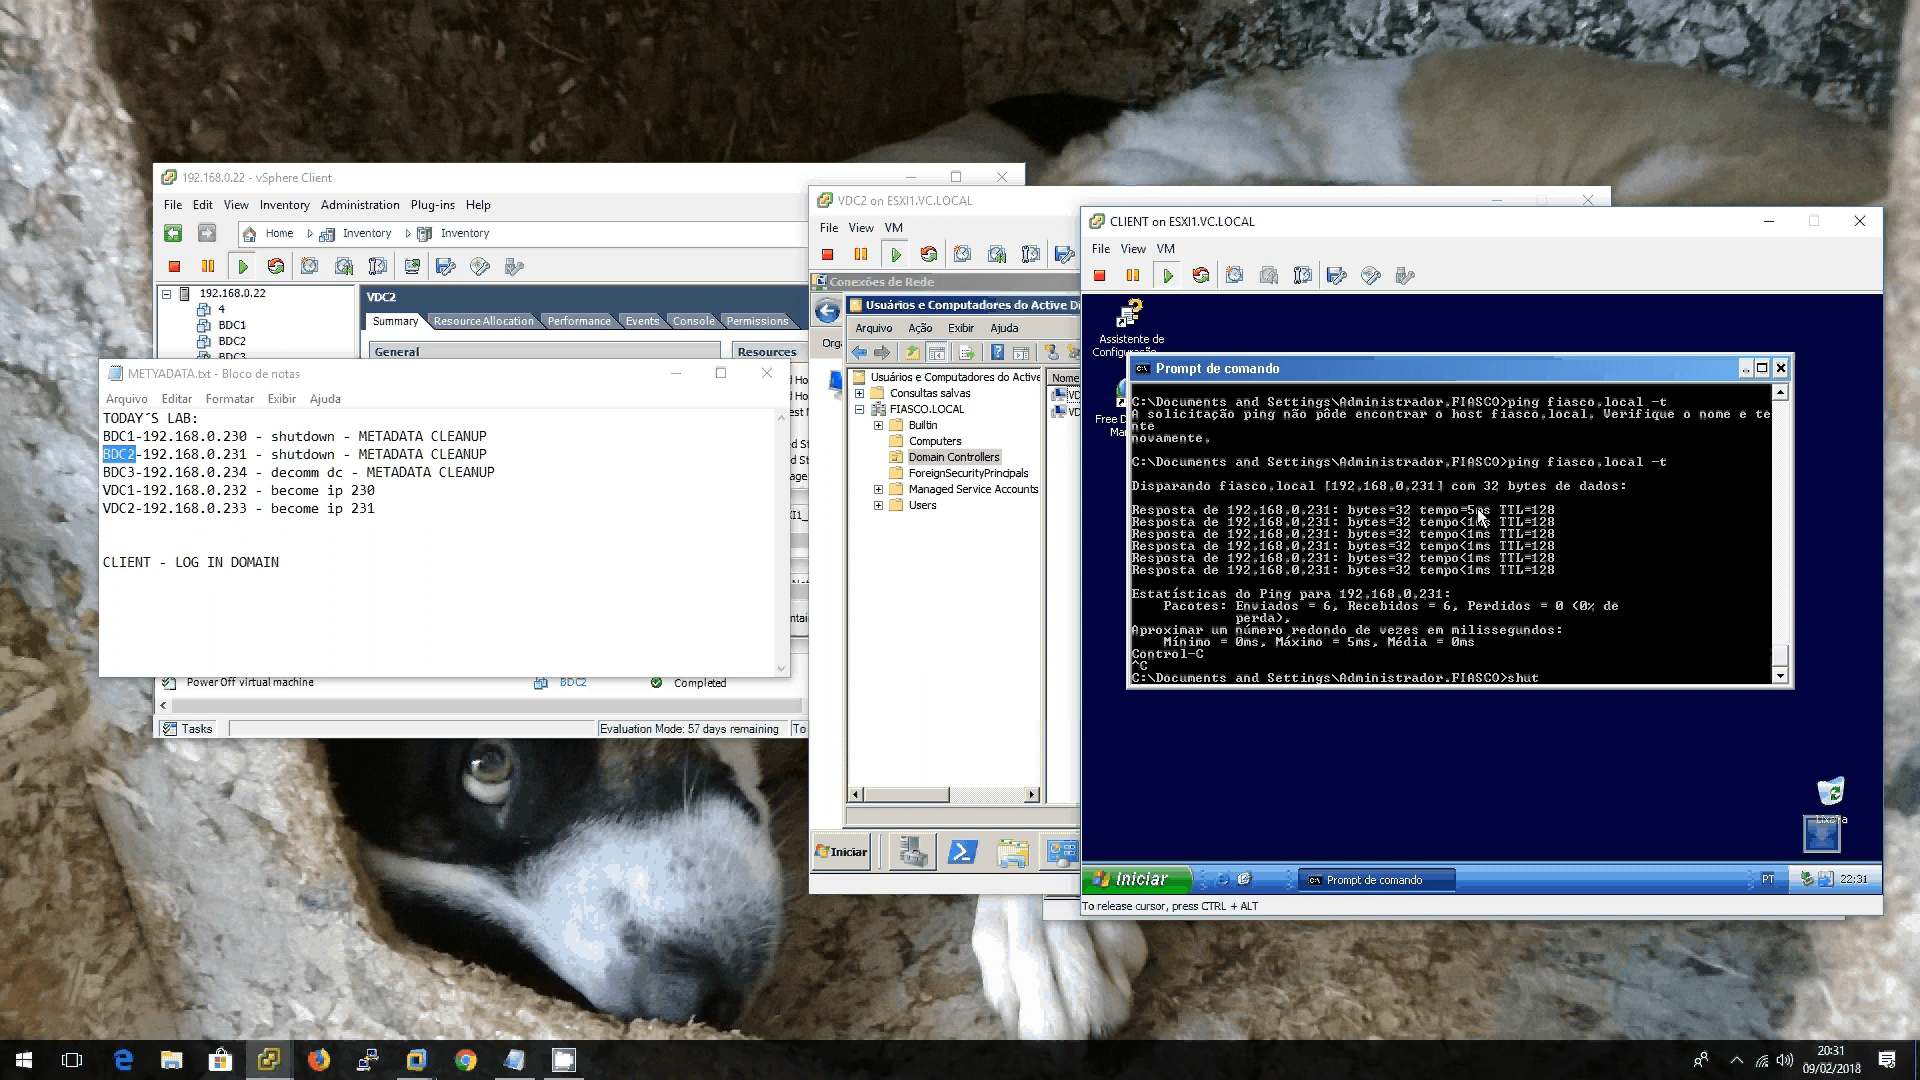 192.168.0.22 - vSphere Client
File Edit View Inventory Administration Plug-ins Help
Home Inventory Inventory
192.168.0.22
4
BDC1
BDC2
BDC3
VDC2
Summary Resource Allocation Performance Events Console Permissions
General
Resources
METYADATA.txt - Bloco de notas
Arquivo Editar Formatar Exibir Ajuda
TODAY´S LAB:
BDC1-192.168.0.230 - shutdown - METADATA CLEANUP
BDC2-192.168.0.231 - shutdown - METADATA CLEANUP
BDC3-192.168.0.234 - decomm dc - METADATA CLEANUP
VDC1-192.168.0.232 - become ip 230
VDC2-192.168.0.233 - become ip 231
CLIENT - LOG IN DOMAIN
Power Off virtual machine BDC2 Completed
Tasks
Evaluation Mode: 57 days remaining
To
VDC2 on ESXI1.VC.LOCAL
File View VM
Conexões de Rede
Usuários e Computadores do Active Di
Orga
Arquivo Ação Exibir Ajuda
Usuários e Computadores do Active
Nome
Consultas salvas
VD
FIASCO.LOCAL
VD
Builtin
Computers
Domain Controllers
ForeignSecurityPrincipals
Managed Service Accounts
Users
Iniciar
CLIENT on ESXI1.VC.LOCAL
File View VM
Assistente de
Configuração
Free D
Ma
Prompt de comando
C:\Documents and Settings\Administrador.FIASCO>ping fiasco.local -t
A solicitação ping não pôde encontrar o host fiasco.local. Verifique o nome e te
nte
novamente.
C:\Documents and Settings\Administrador.FIASCO>ping fiasco.local -t
Disparando fiasco.local [192.168.0.231] com 32 bytes de dados:
Resposta de 192.168.0.231: bytes=32 tempo=5ms TTL=128
Resposta de 192.168.0.231: bytes=32 tempo<1ms TTL=128
Resposta de 192.168.0.231: bytes=32 tempo<1ms TTL=128
Resposta de 192.168.0.231: bytes=32 tempo<1ms TTL=128
Resposta de 192.168.0.231: bytes=32 tempo<1ms TTL=128
Resposta de 192.168.0.231: bytes=32 tempo<1ms TTL=128
Estatísticas do Ping para 192.168.0.231:
Pacotes: Enviados = 6, Recebidos = 6, Perdidos = 0 (0% de
perda),
Aproximar um número redondo de vezes em milissegundos:
Mínimo = 0ms, Máximo = 5ms, Média = 0ms
Control-C
^C
C:\Documents and Settings\Administrador.FIASCO>shut
Lixeira
Iniciar
Prompt de comando
PT
22:31
To release cursor, press CTRL + ALT
20:31
09/02/2018